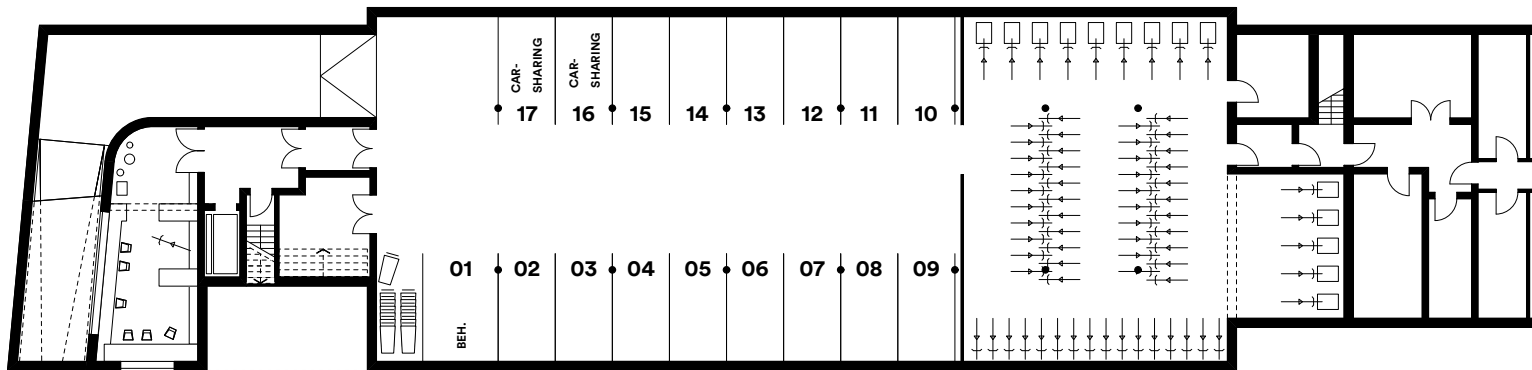 CAR-
SHARING
CAR-
SHARING
17 16 15 14 13 12 11 10
01 02 03 04 05 06 07 08 09
BEH.